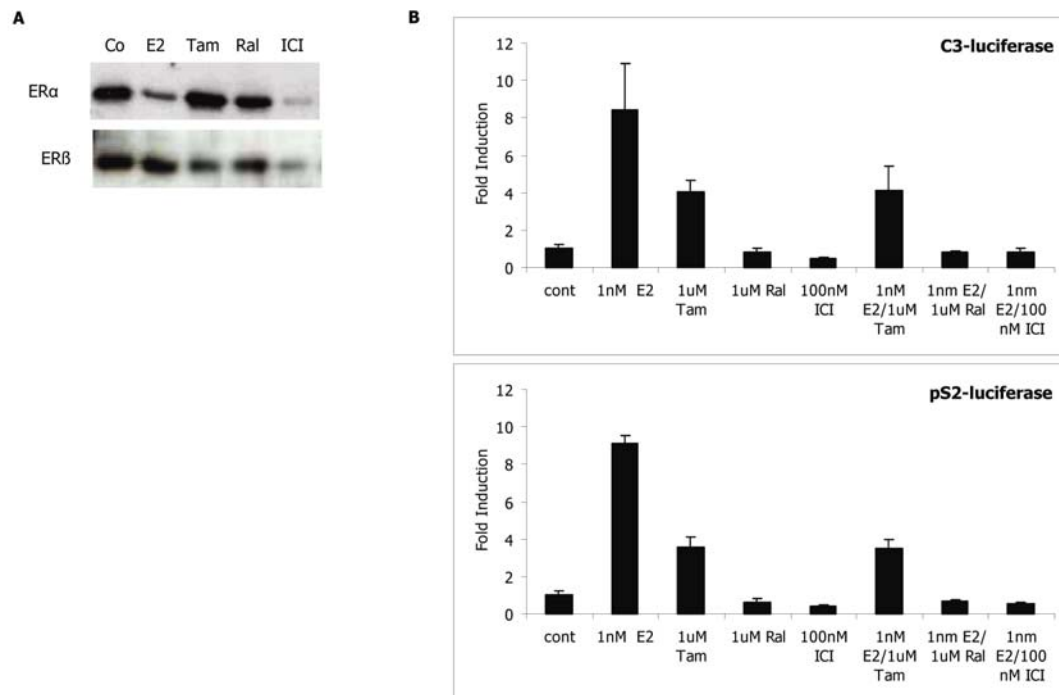 A
Co E2 Tam Ral ICI
ERα
ERß
B
C3-luciferase
Fold Induction
12
10
8
6
4
2
0
cont
1nM E2
1uM
Tam
1uM Ral
100nM
ICI
1nM
E2/1uM
Tam
1nm E2/
1uM Ral
1nm
E2/100
nM ICI
pS2-luciferase
Fold Induction
12
10
8
6
4
2
0
cont
1nM E2
1uM
Tam
1uM Ral
100nM
ICI
1nM
E2/1uM
Tam
1nm E2/
1uM Ral
1nm
E2/100
nM ICI